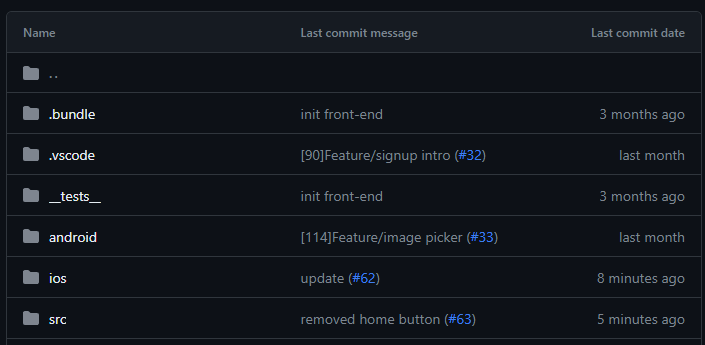 Name Last commit message Last commit date
..
.bundle init front-end 3 months ago
.vscode [90]Feature/signup intro (#32) last month
__tests__ init front-end 3 months ago
android [114]Feature/image picker (#33) last month
ios update (#62) 8 minutes ago
src removed home button (#63) 5 minutes ago